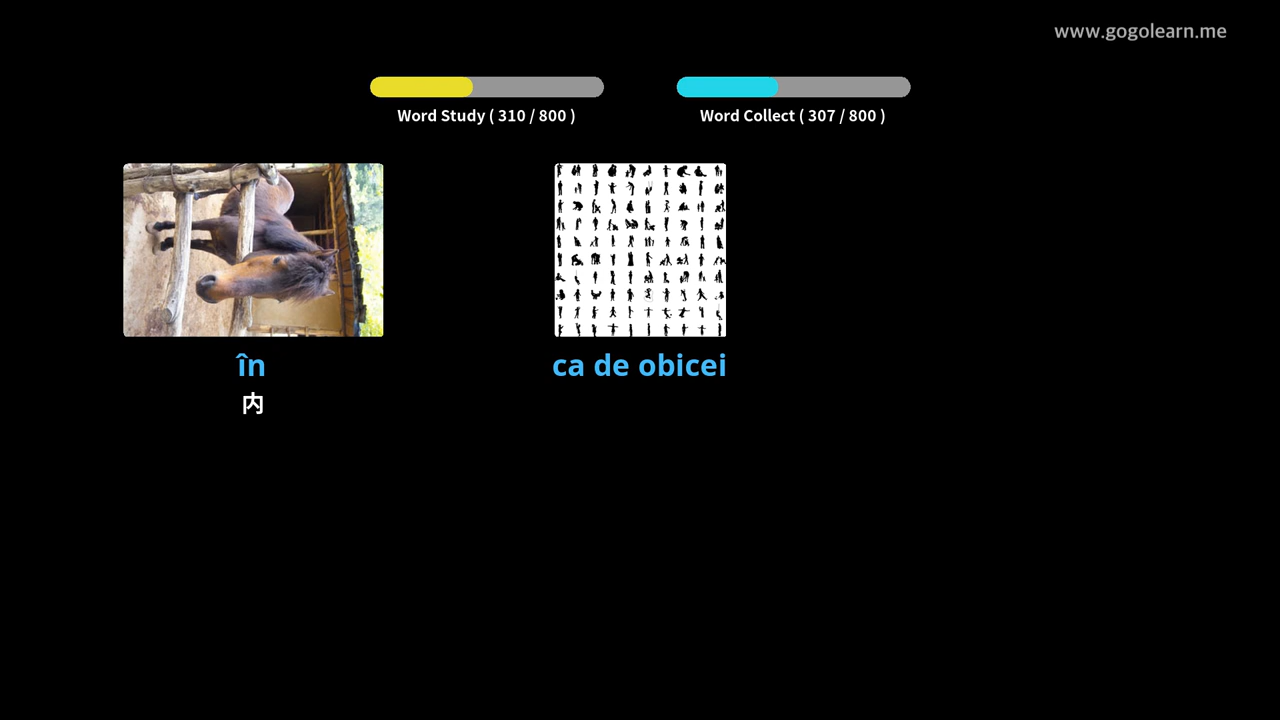 www.gogolearn.me
Word Study ( 310 / 800 )
Word Collect ( 307 / 800 )
în
内
ca de obicei